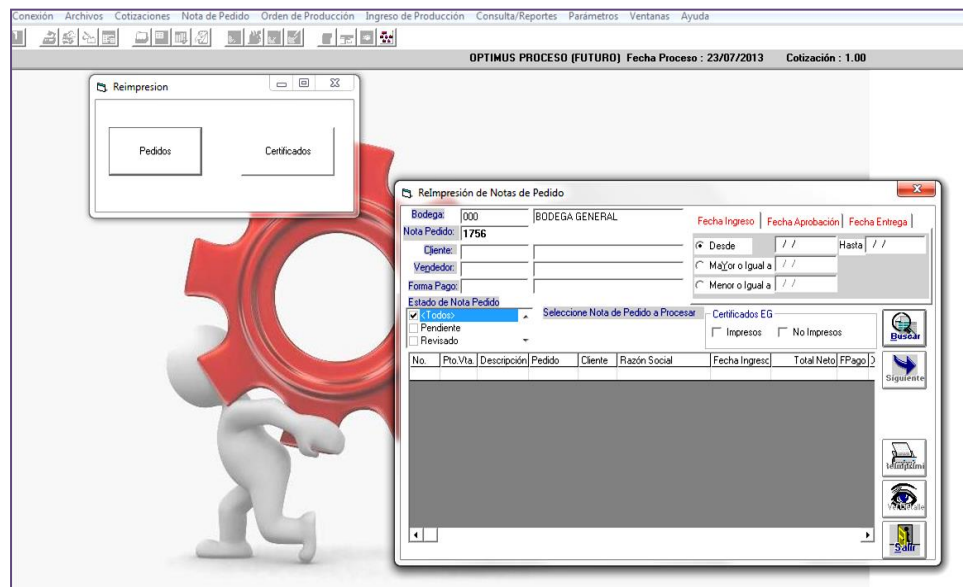 Conexión Archivos Cotizaciones Nota de Pedido Orden de Producción Ingreso de Producción Consulta/Reportes Parámetros Ventanas Ayuda
OPTIMUS PROCESO (FUTURO) Fecha Proceso : 23/07/2013 Cotización : 1.00
Reimpresion
Pedidos Certificados
ReImpresión de Notas de Pedido
Bodega: 000 BODEGA GENERAL
Nota Pedido: 1756
Cliente:
Vendedor:
Forma Pago:
Fecha Ingreso Fecha Aprobación Fecha Entrega
Desde / / Hasta / /
MaYor o Igual a / /
Menor o Igual a / /
Estado de Nota Pedido
<Todos>
Pendiente
Revisado
Seleccione Nota de Pedido a Procesar
Certificados EG
Impresos No Impresos
Buscar
No. Pto.Vta. Descripción Pedido Cliente Razón Social Fecha Ingreso Total Neto FPago
Siguiente
Ver Detalle
Salir